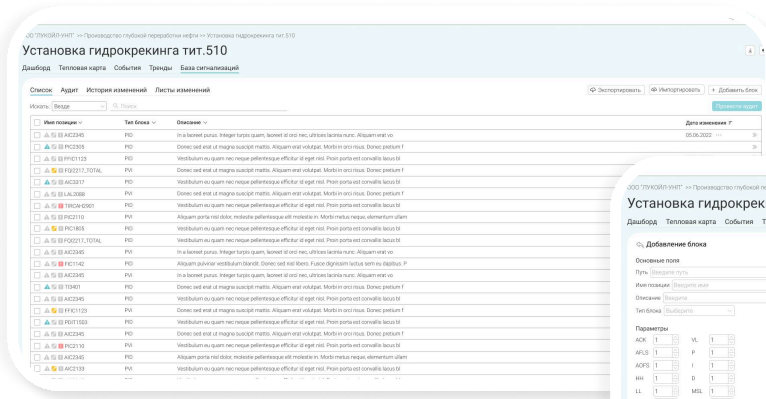 ООО "ЛУКОЙЛ-УНП" >> Производство глубокой переработки нефти >> Установка гидрокрекинга тит.510
Установка гидрокрекинга тит.510
Дашборд Тепловая карта События Тренды База сигнализаций
Список Аудит История изменений Листы изменений
Экспортировать Импортировать + Добавить блок
Искать: Везде Поиск
Провести аудит
Имя позиции Тип блока Описание Дата изменения
AIC2345 PID In a laoreet purus. Integer turpis quam, laoreet id orci nec, ultrices lacinia nunc. Aliquam erat vo 05.06.2022
PIC2305 PID Donec sed erat ut magna suscipit mattis. Aliquam erat volutpat. Morbi in orci risus. Donec pretium f
FFIC1123 PID Vestibulum eu quam nec neque pellentesque efficitur id eget nisl. Proin porta est convallis lacus bl
FQI2217_TOTAL PVI Donec sed erat ut magna suscipit mattis. Aliquam erat volutpat. Morbi in orci risus. Donec pretium f
AIC3317 PID Vestibulum eu quam nec neque pellentesque efficitur id eget nisl. Proin porta est convallis lacus bl
LAL2088 PVI Donec sed erat ut magna suscipit mattis. Aliquam erat volutpat. Morbi in orci risus. Donec pretium f
TIRCAH2901 PID Vestibulum eu quam nec neque pellentesque efficitur id eget nisl. Proin porta est convallis lacus bl
PIC2110 PVI Aliquam porta nisl dolor, molestie pellentesque elit molestie in. Morbi metus neque, elementum ullam
PIC1805 PID Vestibulum eu quam nec neque pellentesque efficitur id eget nisl. Proin porta est convallis lacus bl
FQI2217_TOTAL PID Vestibulum eu quam nec neque pellentesque efficitur id eget nisl. Proin porta est convallis lacus bl
AIC2345 PVI In a laoreet purus. Integer turpis quam, laoreet id orci nec, ultrices lacinia nunc. Aliquam erat vo
FIC1142 PID Aliquam pulvinar vestibulum blandit. Donec sed nisl libero. Fusce dignissim luctus sem eu dapibus. P
AIC2345 PVI In a laoreet purus. Integer turpis quam, laoreet id orci nec, ultrices lacinia nunc. Aliquam erat vo
TI3401 PID Donec sed erat ut magna suscipit mattis. Aliquam erat volutpat. Morbi in orci risus. Donec pretium f
AIC2345 PID Vestibulum eu quam nec neque pellentesque efficitur id eget nisl. Proin porta est convallis lacus bl
FFIC1123 PVI Donec sed erat ut magna suscipit mattis. Aliquam erat volutpat. Morbi in orci risus. Donec pretium f
PDIT1553 PVI Vestibulum eu quam nec neque pellentesque efficitur id eget nisl. Proin porta est convallis lacus bl
AIC2345 PID Donec sed erat ut magna suscipit mattis. Aliquam erat volutpat. Morbi in orci risus. Donec pretium f
PIC2110 PVI Vestibulum eu quam nec neque pellentesque efficitur id eget nisl. Proin porta est convallis lacus bl
AIC2345 PID Aliquam porta nisl dolor, molestie pellentesque elit molestie in. Morbi metus neque, elementum ullam
AIC2133 PVI Vestibulum eu quam nec neque pellentesque efficitur id eget nisl. Proin porta est convallis lacus bl
ООО "ЛУКОЙЛ-УНП" >> Производство глубокой
Установка гидрокрек
Дашборд Тепловая карта События
Добавление блока
Основные поля
Путь Введите путь
Имя позиции Введите имя
Описание Введите
Тип блока Выберите
Параметры
ACK 1 VL 1
AFLS 1 P 1
AOFS 1 I 1
HH 1 D 1
LL 1 MSL 1